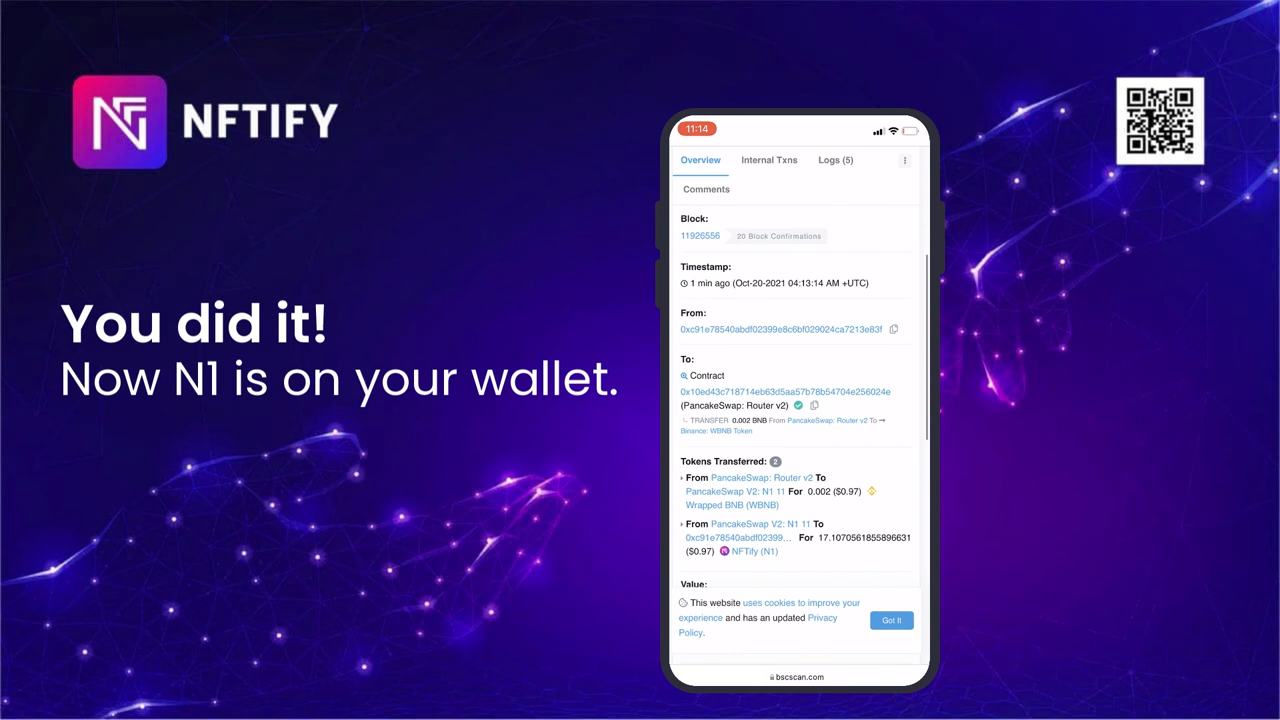 NFTIFY
You did it!
Now N1 is on your wallet.
11:14
Overview Internal Txns Logs (5)
Comments
Block:
11926556 20 Block Confirmations
Timestamp:
1 min ago (Oct-20-2021 04:13:14 AM +UTC)
From:
0xc91e78540abdf02399e8c6bf029024ca7213e83f
To:
Contract
0x10ed43c718714eb63d5aa57b78b54704e256024e
(PancakeSwap: Router v2)
TRANSFER 0.002 BNB From PancakeSwap: Router v2 To →
Binance: WBNB Token
Tokens Transferred: 2
From PancakeSwap: Router v2 To
PancakeSwap V2: N1 11 For 0.002 ($0.97)
Wrapped BNB (WBNB)
From PancakeSwap V2: N1 11 To
0xc91e78540abdf02399... For 17.1070561855896631
($0.97) NFTify (N1)
Value:
This website uses cookies to improve your
experience and has an updated Privacy
Policy.
Got It
bscscan.com